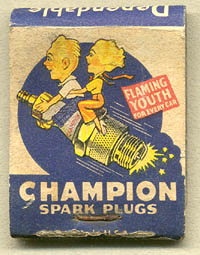 Dependable
FLAMING
YOUTH
FOR EVERY CAR
CHAMPION
SPARK PLUGS